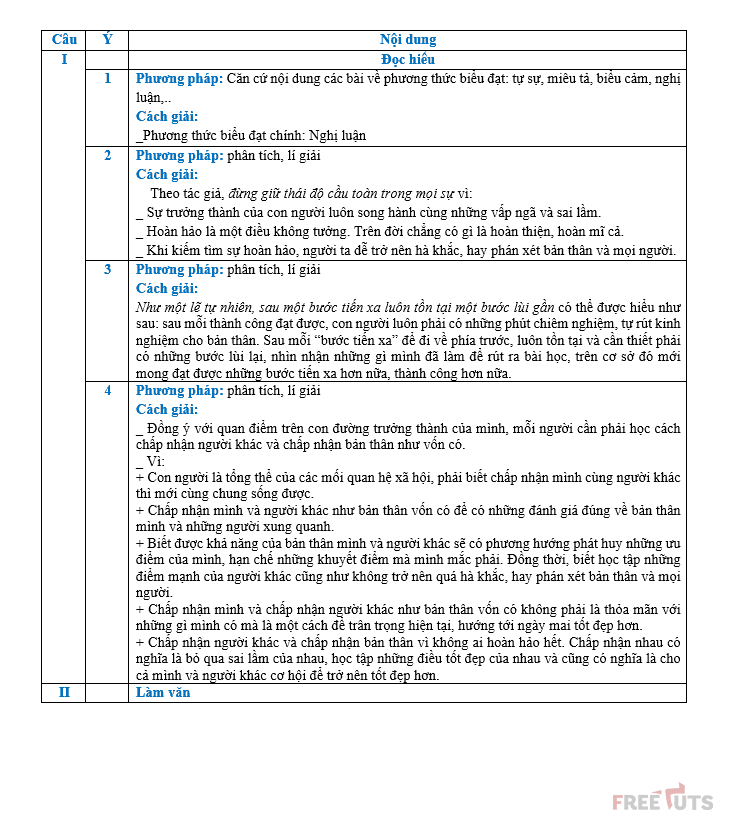 Câu Ý Nội dung
I Đọc hiểu
1 Phương pháp: Căn cứ nội dung các bài về phương thức biểu đạt: tự sự, miêu tả, biểu cảm, nghị
luận,..
Cách giải:
_Phương thức biểu đạt chính: Nghị luận
2 Phương pháp: phân tích, lí giải
Cách giải:
Theo tác giả, đừng giữ thái độ cầu toàn trong mọi sự vì:
_ Sự trưởng thành của con người luôn song hành cùng những vấp ngã và sai lầm.
_ Hoàn hảo là một điều không tưởng. Trên đời chẳng có gì là hoàn thiện, hoàn mĩ cả.
_ Khi kiếm tìm sự hoàn hảo, người ta dễ trở nên hà khắc, hay phán xét bản thân và mọi người.
3 Phương pháp: phân tích, lí giải
Cách giải:
Như một lẽ tự nhiên, sau một bước tiến xa luôn tồn tại một bước lùi gần có thể được hiểu như
sau: sau mỗi thành công đạt được, con người luôn phải có những phút chiêm nghiệm, tự rút kinh
nghiệm cho bản thân. Sau mỗi “bước tiến xa” để đi về phía trước, luôn tồn tại và cần thiết phải
có những bước lùi lại, nhìn nhận những gì mình đã làm để rút ra bài học, trên cơ sở đó mới
mong đạt được những bước tiến xa hơn nữa, thành công hơn nữa.
4 Phương pháp: phân tích, lí giải
Cách giải:
_ Đồng ý với quan điểm trên con đường trưởng thành của mình, mỗi người cần phải học cách
chấp nhận người khác và chấp nhận bản thân như vốn có.
_ Vì:
+ Con người là tổng thể của các mối quan hệ xã hội, phải biết chấp nhận mình cùng người khác
thì mới cùng chung sống được.
+ Chấp nhận mình và người khác như bản thân vốn có để có những đánh giá đúng về bản thân
mình và những người xung quanh.
+ Biết được khả năng của bản thân mình và người khác sẽ có phương hướng phát huy những ưu
điểm của mình, hạn chế những khuyết điểm mà mình mắc phải. Đồng thời, biết học tập những
điểm mạnh của người khác cũng như không trở nên quá hà khắc, hay phán xét bản thân và mọi
người.
+ Chấp nhận mình và chấp nhận người khác như bản thân vốn có không phải là thỏa mãn với
những gì mình có mà là một cách để trân trọng hiện tại, hướng tới ngày mai tốt đẹp hơn.
+ Chấp nhận người khác và chấp nhận bản thân vì không ai hoàn hảo hết. Chấp nhận nhau có
nghĩa là bỏ qua sai lầm của nhau, học tập những điều tốt đẹp của nhau và cũng có nghĩa là cho
cả mình và người khác cơ hội để trở nên tốt đẹp hơn.
II Làm văn
FREETUTS